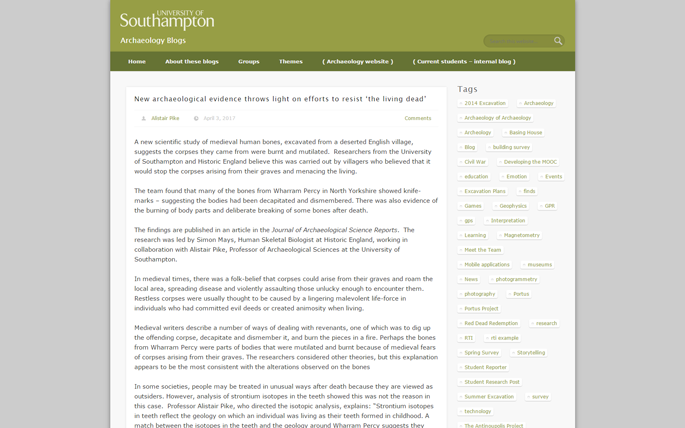 UNIVERSITY OF
Southampton
Archaeology Blogs
Home
About these blogs
Groups
Themes
( Archaeology website )
( Current students – internal blog )
New archaeological evidence throws light on efforts to resist 'the living dead'
Alistair Pike
April 3, 2017
Comments
A new scientific study of medieval human bones, excavated from a deserted English village,
suggests the corpses they came from were burnt and mutilated.  Researchers from the University
of Southampton and Historic England believe this was carried out by villagers who believed that it
would stop the corpses arising from their graves and menacing the living.
The team found that many of the bones from Wharram Percy in North Yorkshire showed knife-
marks – suggesting the bodies had been decapitated and dismembered. There was also evidence of
the burning of body parts and deliberate breaking of some bones after death.
The findings are published in an article in the Journal of Archaeological Science Reports.  The
research was led by Simon Mays, Human Skeletal Biologist at Historic England, working in
collaboration with Alistair Pike, Professor of Archaeological Sciences at the University of
Southampton.
In medieval times, there was a folk-belief that corpses could arise from their graves and roam the
local area, spreading disease and violently assaulting those unlucky enough to encounter them.
Restless corpses were usually thought to be caused by a lingering malevolent life-force in
individuals who had committed evil deeds or created animosity when living.
Medieval writers describe a number of ways of dealing with revenants, one of which was to dig up
the offending corpse, decapitate and dismember it, and burn the pieces in a fire. Perhaps the bones
from Wharram Percy were parts of bodies that were mutilated and burnt because of medieval fears
of corpses arising from their graves. The researchers considered other theories, but this explanation
appears to be the most consistent with the alterations observed on the bones
In some societies, people may be treated in unusual ways after death because they are viewed as
outsiders. However, analysis of strontium isotopes in the teeth showed this was not the reason in
this case.  Professor Alistair Pike, who directed the isotopic analysis, explains: "Strontium isotopes
in teeth reflect the geology on which an individual was living as their teeth formed in childhood. A
match between the isotopes in the teeth and the geology around Wharram Percy suggests they
Tags
2014 Excavation
Archaeology
Archaeology of Archaeology
Archeology
Basing House
Blog
building survey
Civil War
Developing the MOOC
education
Emotion
Events
Excavation Plans
finds
Games
Geophysics
GPR
gps
Interpretation
Learning
Magnetometry
Meet the Team
Mobile applications
museums
News
photogrammetry
photography
Portus
Portus Project
Red Dead Redemption
research
RTI
rti example
Spring Survey
Storytelling
Student Reporter
Student Research Post
Summer Excavation
survey
technology
The Antinoupolis Project